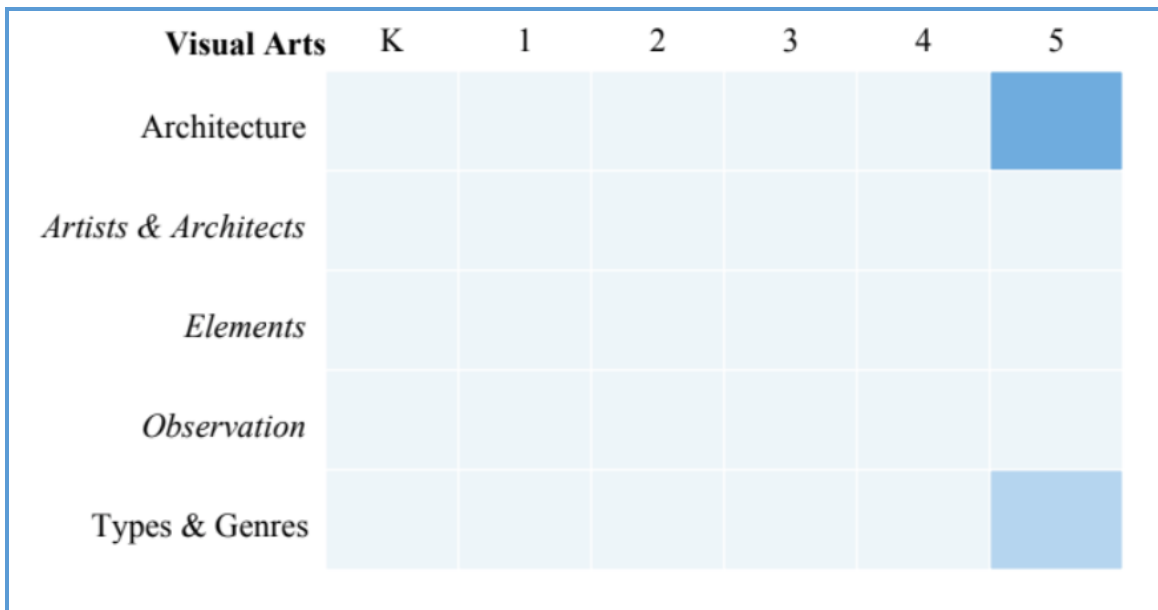 Visual Arts K 1 2 3 4 5
Architecture
Artists & Architects
Elements
Observation
Types & Genres